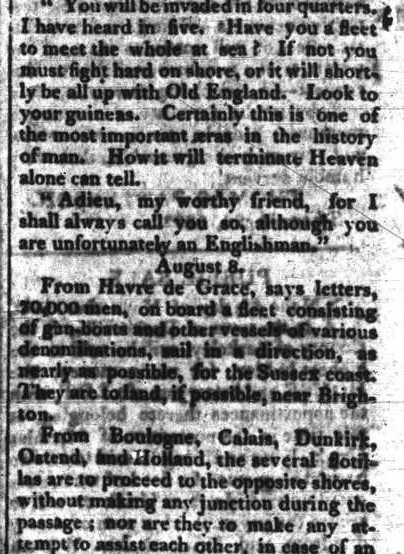 " You will be invaded in four quarters.
I have heard in five. Have you a fleet
to meet the whole at sea? If not you
must fight hard on shore, or it will short-
ly be all up with Old England. Look to
your guineas. Certainly this is one of
the most important æras in the history
of man. How it will terminate Heaven
alone can tell.
" Adieu, my worthy friend, for I
shall always call you so, although you
are unfortunately an Englishman."
August 8.
From Havre de Grace, says letters,
men, on board a fleet consisting
of gun-boats and other vessels of various
denominations, sail in a direction, as
nearly as possible, for the Sussex coast.
They are to land, if possible, near Brigh-
ton.
From Boulogne, Calais, Dunkirk,
Ostend, and Holland, the several flotil-
las are to proceed to the opposite shores,
without making any junction during the
passage; nor are they to make any at-
tempt to assist each other, in case of an